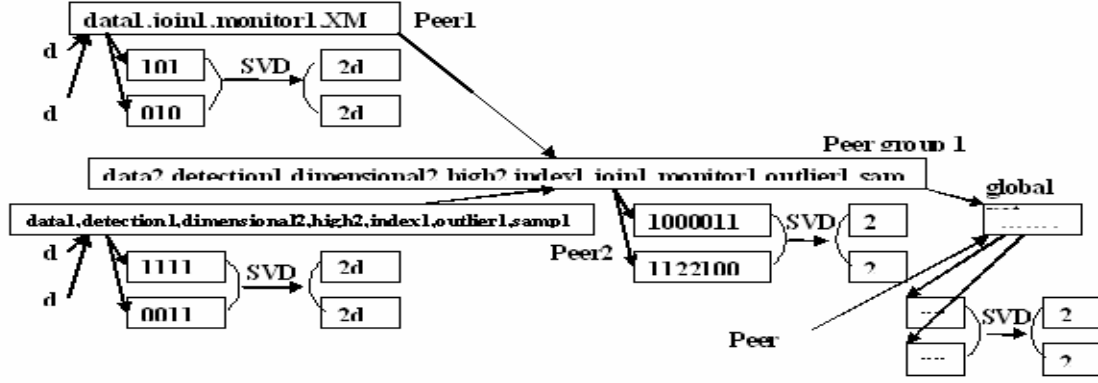 data1,join1,monitor1,XM
Peer1
d
101
SVD
2d
d
010
2d
Peer group 1
data2,detection1,dimensional2,high2,index1,join1,monitor1,outlier1,sam
global
data1,detection1,dimensional2,high2,index1,outlier1,samp1
1000011
SVD
2
d
Peer2
1111
SVD
2d
1122100
2
d
0011
2d
----
SVD
2
Peer
----
2